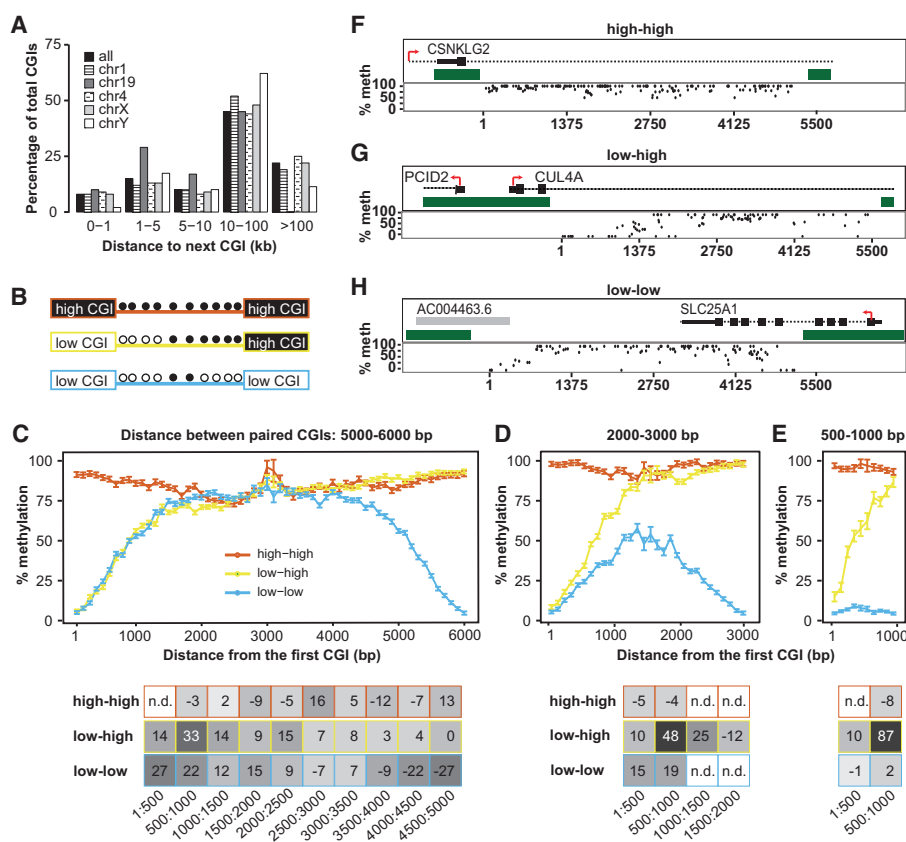 A
Percentage of total CGIs
75
50
25
0
all
chr1
chr19
chr4
chrX
chrY
0−1
1−5
5−10
10−100
>100
Distance to next CGI (kb)
B
high CGI
high CGI
low CGI
high CGI
low CGI
low CGI
F
high-high
CSNKLG2
% meth
100
50
0
1
1375
2750
4125
5500
G
low-high
PCID2
CUL4A
% meth
100
50
0
1
1375
2750
4125
5500
H
low-low
AC004463.6
SLC25A1
% meth
100
50
0
1
1375
2750
4125
5500
C
Distance between paired CGIs: 5000-6000 bp
% methylation
100
75
50
25
0
high−high
low−high
low−low
1
1000
2000
3000
4000
5000
6000
Distance from the first CGI (bp)
D
2000-3000 bp
% methylation
100
75
50
25
0
1
1000
2000
3000
Distance from the first CGI (bp)
E
500-1000 bp
% methylation
100
75
50
25
0
1
1000
high-high
n.d. -3 2 -9 -5 16 5 -12 -7 13
low-high
14 33 14 9 15 7 8 3 4 0
low-low
27 22 12 15 9 -7 7 -9 -22 -27
1:500
500:1000
1000:1500
1500:2000
2000:2500
2500:3000
3000:3500
3500:4000
4000:4500
4500:5000
high-high
-5 -4 n.d. n.d.
low-high
10 48 25 -12
low-low
15 19 n.d. n.d.
1:500
500:1000
1000:1500
1500:2000
n.d. -8
10 87
-1 2
1:500
500:1000